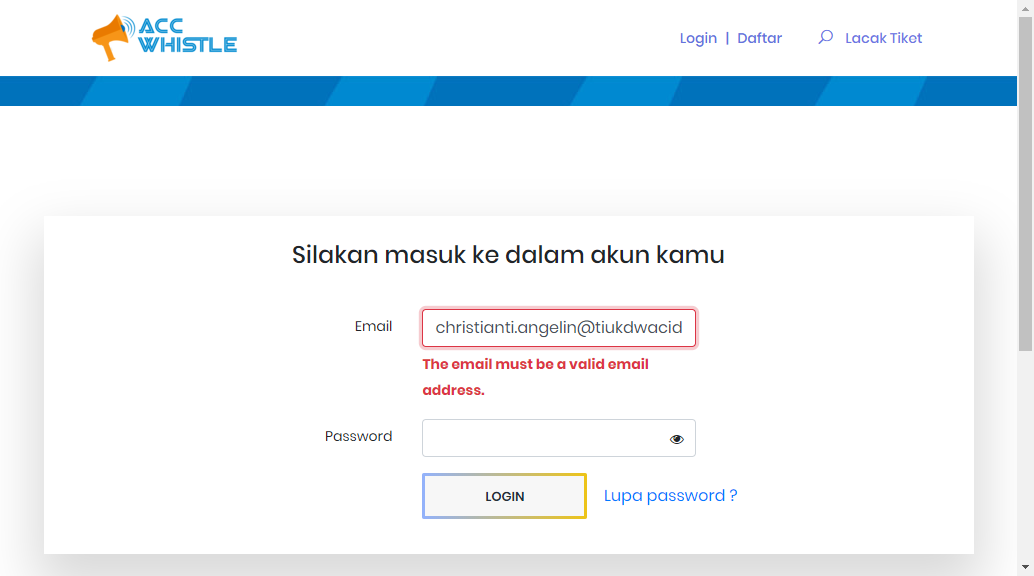 ACC
WHISTLE
Login | Daftar
Lacak Tiket
Silakan masuk ke dalam akun kamu
Email
christianti.angelin@tiukdwacid
The email must be a valid email
address.
Password
LOGIN
Lupa password ?